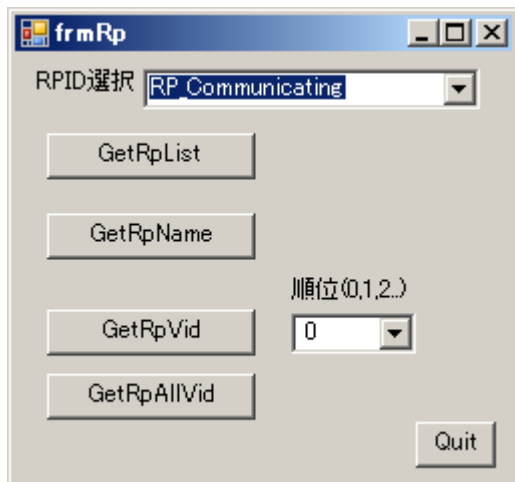 frmRp
RPID選択 RP_Communicating
GetRpList
GetRpName
順位(0,1,2..)
GetRpVid 0
GetRpAllVid
Quit